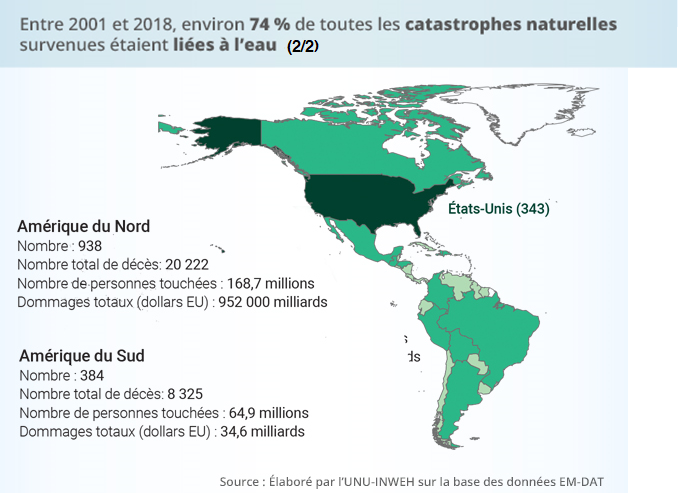 Entre 2001 et 2018, environ 74 % de toutes les catastrophes naturelles
survenues étaient liées à l'eau (2/2)
États-Unis (343)
Amérique du Nord
Nombre : 938
Nombre total de décès: 20 222
Nombre de personnes touchées : 168,7 millions
Dommages totaux (dollars EU) : 952 000 milliards
Amérique du Sud
Nombre : 384
Nombre total de décès: 8 325
Nombre de personnes touchées : 64,9 millions
Dommages totaux (dollars EU) : 34,6 milliards
Source : Élaboré par l'UNU-INWEH sur la base des données EM-DAT